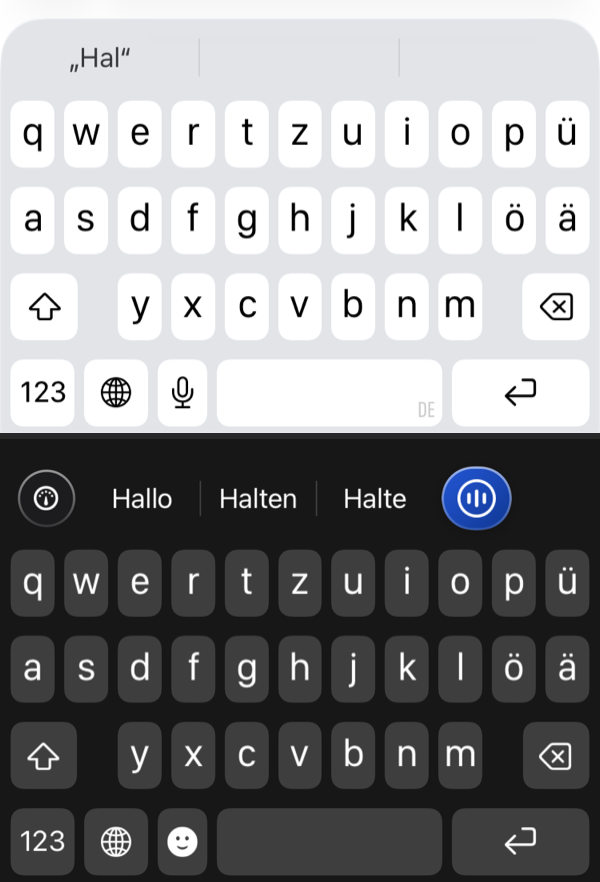 „Hal“
q w e r t z u i o p ü
a s d f g h j k l ö ä
y x c v b n m
123
DE
Hallo Halten Halte
q w e r t z u i o p ü
a s d f g h j k l ö ä
y x c v b n m
123